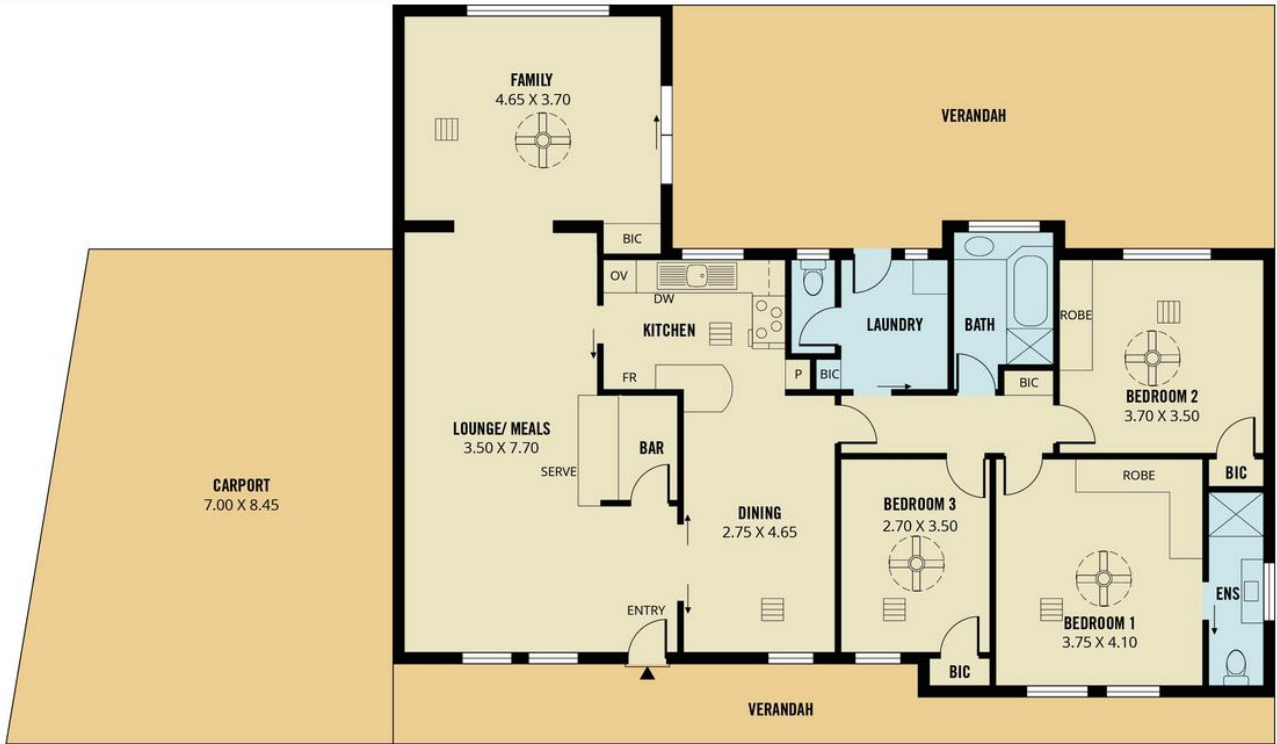 FAMILY
4.65 X 3.70
VERANDAH
BIC
OV
DW
KITCHEN
FR
P
BIC
LAUNDRY
BATH
BIC
ROBE
BEDROOM 2
3.70 X 3.50
BIC
LOUNGE/ MEALS
3.50 X 7.70
SERVE
BAR
CARPORT
7.00 X 8.45
DINING
2.75 X 4.65
BEDROOM 3
2.70 X 3.50
BIC
ROBE
BEDROOM 1
3.75 X 4.10
ENS
ENTRY
VERANDAH